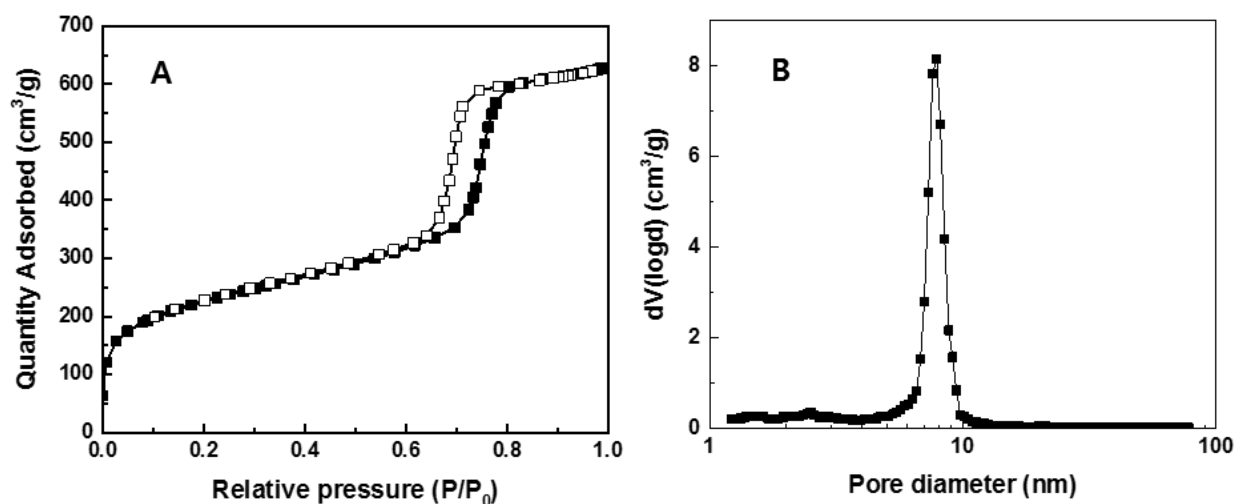 A
Quantity Adsorbed (cm³/g)
700
600
500
400
300
200
100
0
0.0 0.2 0.4 0.6 0.8 1.0
Relative pressure (P/P₀)
B
dV(logd) (cm³/g)
8
6
4
2
0
1 10 100
Pore diameter (nm)